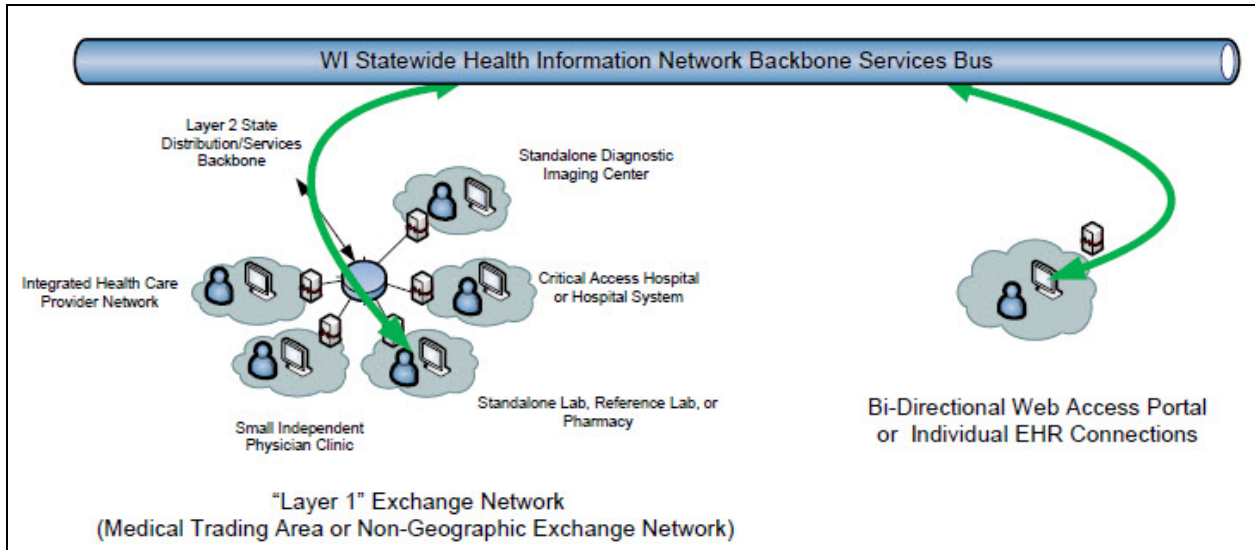 WI Statewide Health Information Network Backbone Services Bus
Layer 2 State
Distribution/Services
Backbone
Standalone Diagnostic
Imaging Center
Integrated Health Care
Provider Network
Critical Access Hospital
or Hospital System
Small Independent
Physician Clinic
Standalone Lab, Reference Lab, or
Pharmacy
Bi-Directional Web Access Portal
or Individual EHR Connections
“Layer 1” Exchange Network
(Medical Trading Area or Non-Geographic Exchange Network)